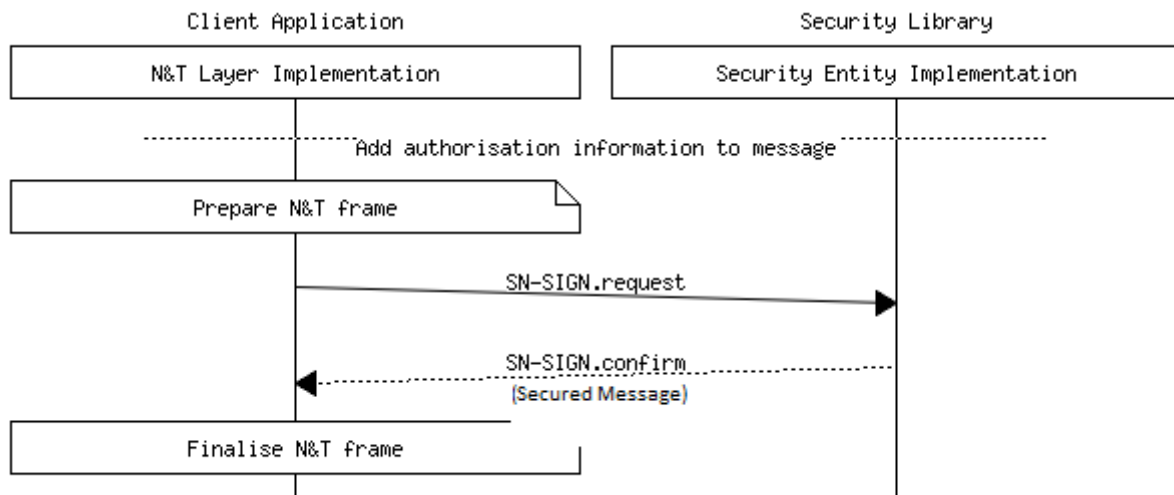 Client Application
Security Library
N&T Layer Implementation
Security Entity Implementation
Add authorisation information to message
Prepare N&T frame
SN-SIGN.request
SN-SIGN.confirm
(Secured Message)
Finalise N&T frame